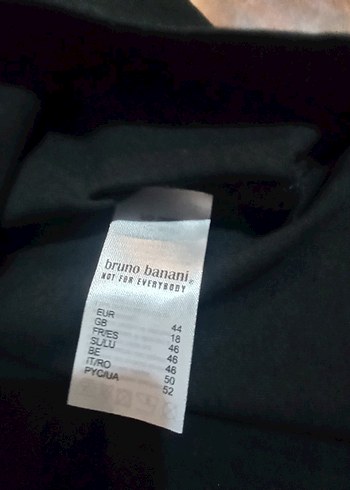 bruno banani®
NOT FOR EVERYBODY
EUR 44
GB 18
FR/ES 46
SI/LU 46
BE 48
IT/RO 50
PYC/UA 52